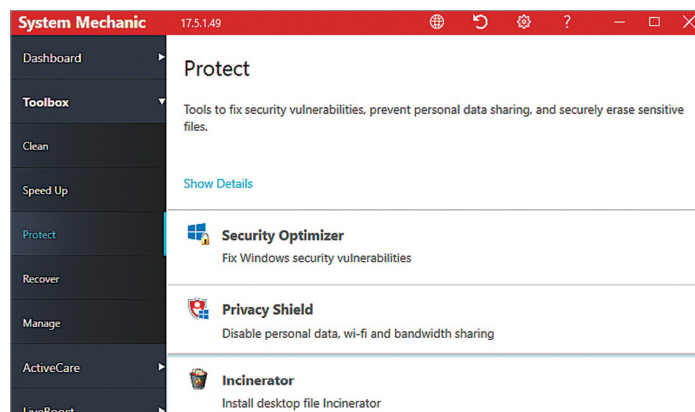 System Mechanic 17.5.1.49 ?
Dashboard
Toolbox
Clean
Speed Up
Protect
Recover
Manage
ActiveCare
LiveBoost
Protect
Tools to fix security vulnerabilities, prevent personal data sharing, and securely erase sensitive
files.
Show Details
Security Optimizer
Fix Windows security vulnerabilities
Privacy Shield
Disable personal data, wi-fi and bandwidth sharing
Incinerator
Install desktop file Incinerator